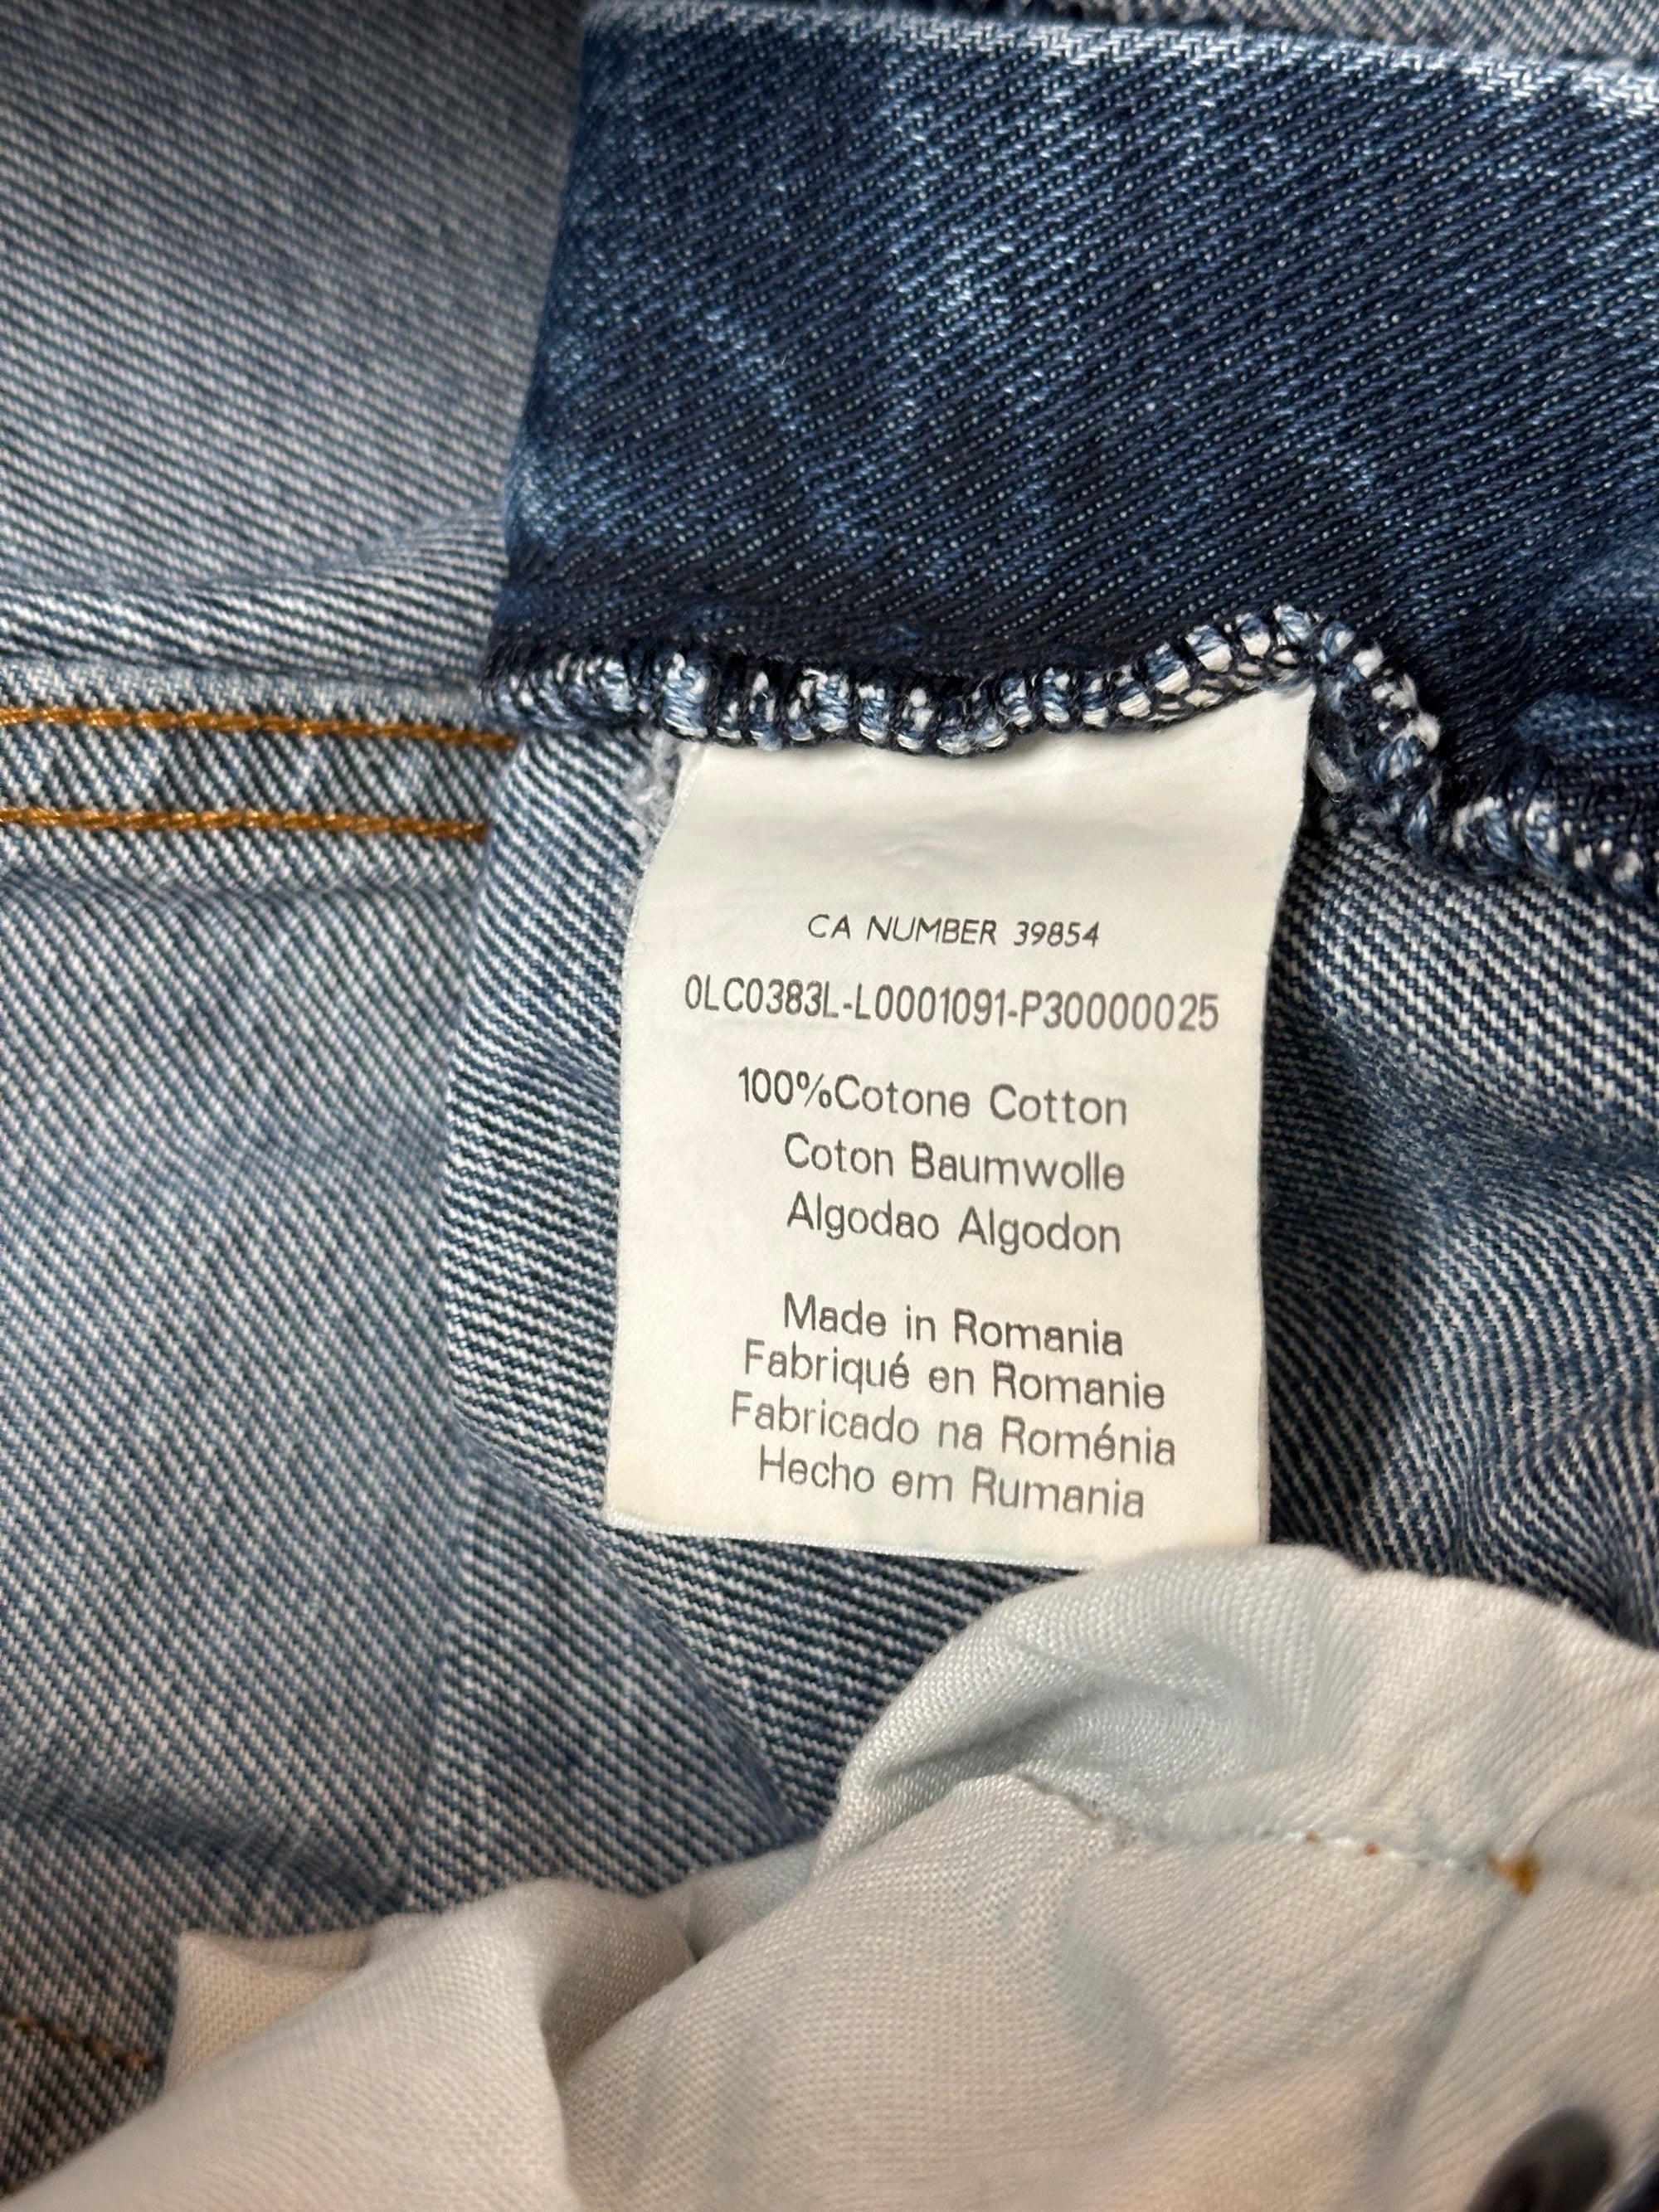 CA NUMBER 39854
0LC0383L-L0001091-P30000025
100%Cotone Cotton
Coton Baumwolle
Algodao Algodon
Made in Romania
Fabriqué en Romanie
Fabricado na Roménia
Hecho em Rumania